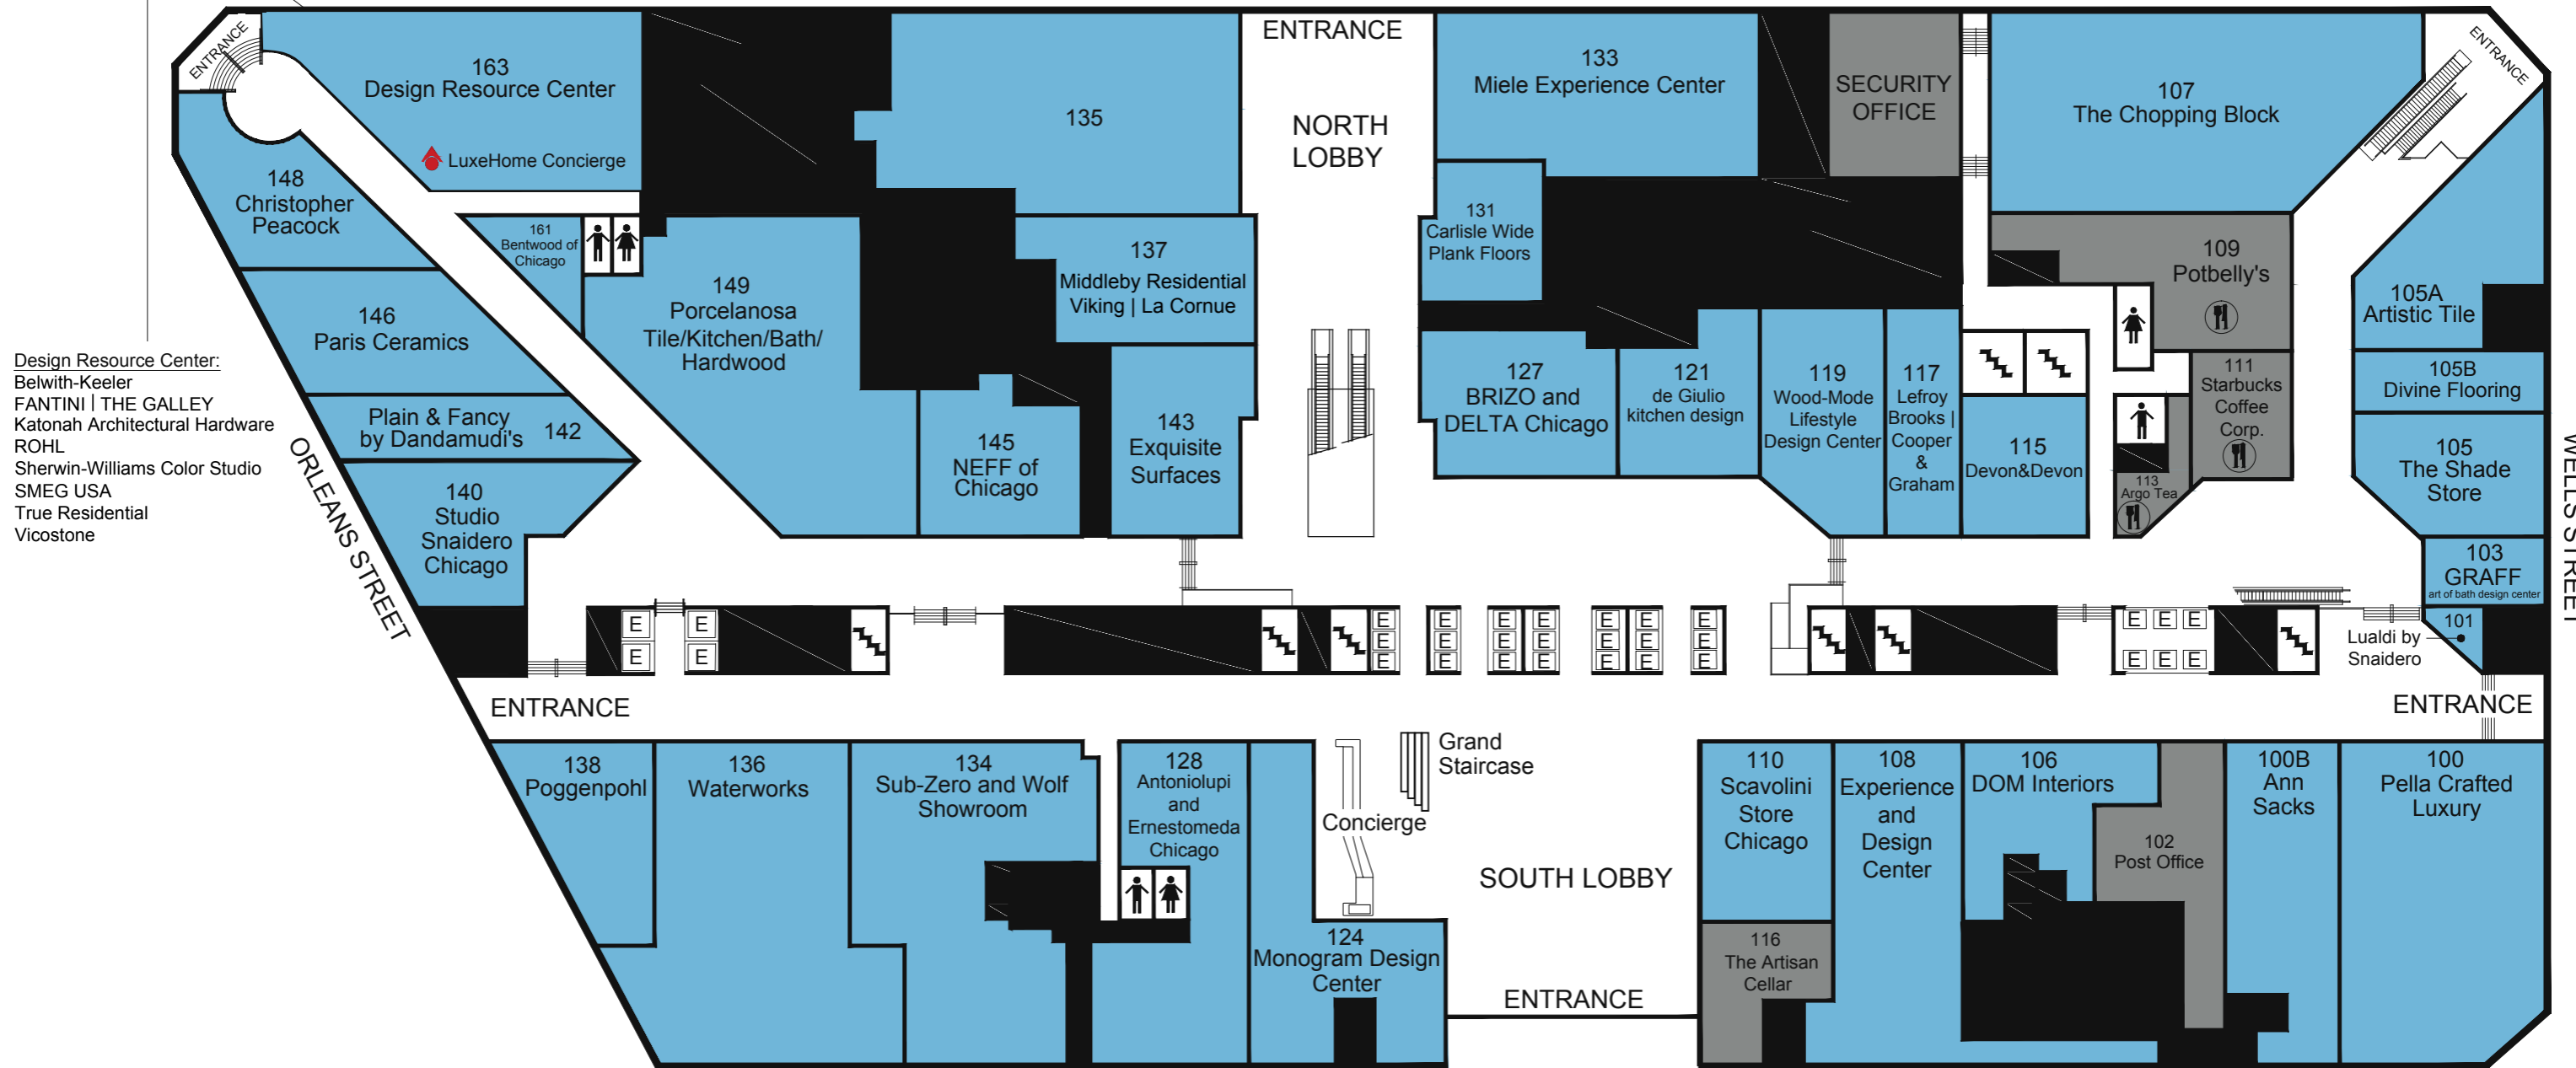 ENTRANCE
163
Design Resource Center
LuxeHome Concierge
148
Christopher
Peacock
161
Bentwood of
Chicago
146
Paris Ceramics
Plain & Fancy
by Dandamudi's
142
140
Studio
Snaidero
Chicago
149
Porcelanosa
Tile/Kitchen/Bath/
Hardwood
135
137
Middleby Residential
Viking | La Cornue
143
Exquisite
Surfaces
145
NEFF of
Chicago
ENTRANCE
NORTH
LOBBY
133
Miele Experience Center
SECURITY
OFFICE
131
Carlisle Wide
Plank Floors
127
BRIZO and
DELTA Chicago
121
de Giulio
kitchen design
119
Wood-Mode
Lifestyle
Design Center
117
Lefroy
Brooks |
Cooper
&
Graham
115
Devon&Devon
107
The Chopping Block
ENTRANCE
109
Potbelly's
111
Starbucks
Coffee
Corp.
113
Argo Tea
105A
Artistic Tile
105B
Divine Flooring
105
The Shade
Store
103
GRAFF
art of bath design center
101
Lualdi by
Snaidero
WELLS STREET
Design Resource Center:
Belwith-Keeler
FANTINI | THE GALLEY
Katonah Architectural Hardware
ROHL
Sherwin-Williams Color Studio
SMEG USA
True Residential
Vicostone
ORLEANS STREET
E E
E E
E E E E E E E
E E E E E E E
E E E E E E E
E E E
E E E
ENTRANCE
ENTRANCE
138
Poggenpohl
136
Waterworks
134
Sub-Zero and Wolf
Showroom
128
Antoniolupi
and
Ernestomeda
Chicago
124
Monogram Design
Center
Grand
Staircase
Concierge
SOUTH LOBBY
ENTRANCE
110
Scavolini
Store
Chicago
116
The Artisan
Cellar
108
Experience
and
Design
Center
106
DOM Interiors
102
Post Office
100B
Ann
Sacks
100
Pella Crafted
Luxury